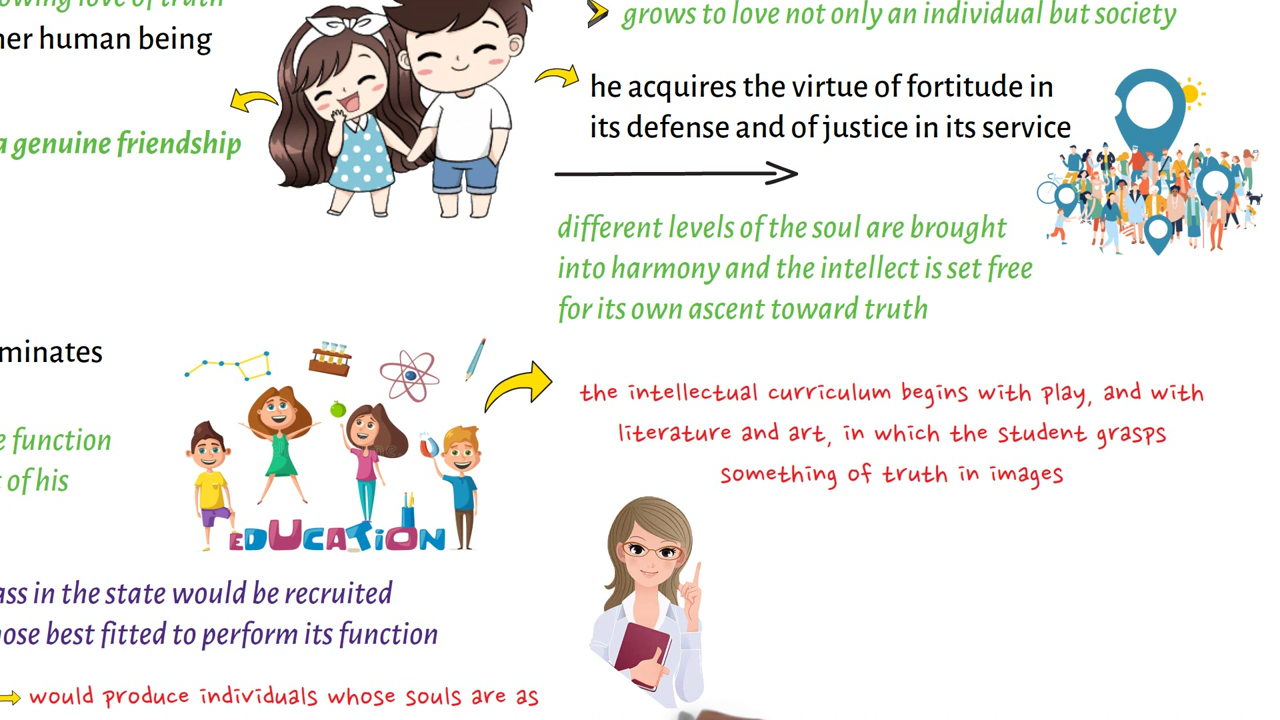 owing love of truth
her human being
a genuine friendship
grows to love not only an individual but society
he acquires the virtue of fortitude in
its defense and of justice in its service
different levels of the soul are brought
into harmony and the intellect is set free
for its own ascent toward truth
minates
e function
t of his
EDUCATION
the intellectual curriculum begins with play, and with
literature and art, in which the student grasps
something of truth in images
ass in the state would be recruited
hose best fitted to perform its function
would produce individuals whose souls are as